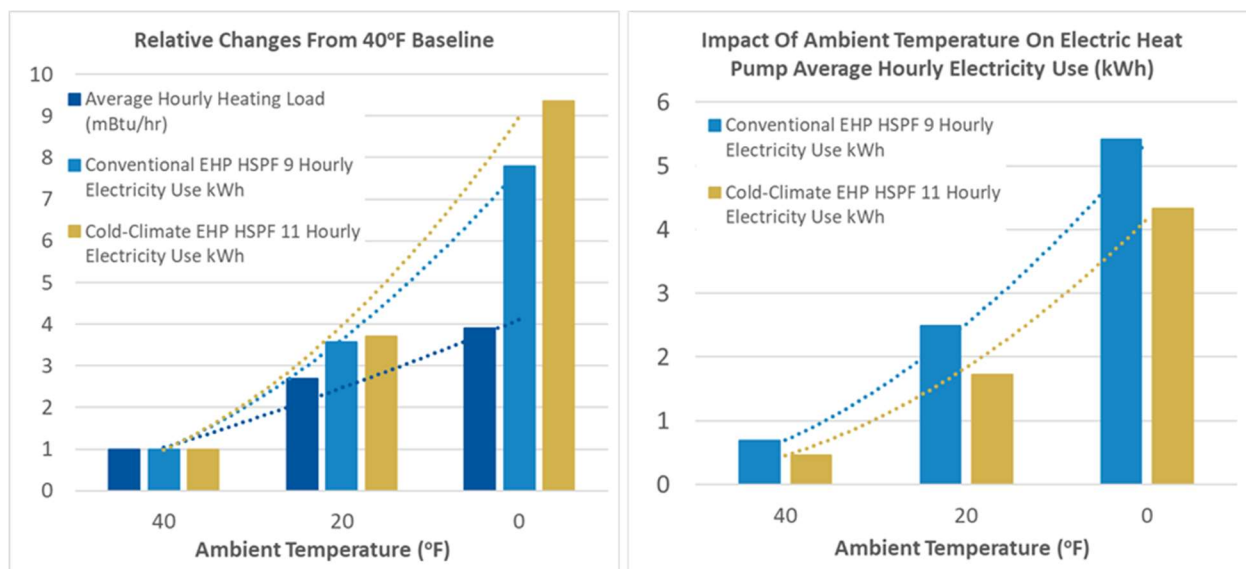 Relative Changes From 40°F Baseline
10
9
8
7
6
5
4
3
2
1
0
Average Hourly Heating Load
(mBtu/hr)
Conventional EHP HSPF 9 Hourly
Electricity Use kWh
Cold-Climate EHP HSPF 11 Hourly
Electricity Use kWh
40 20 0
Ambient Temperature (°F)
Impact Of Ambient Temperature On Electric Heat
Pump Average Hourly Electricity Use (kWh)
6
5
4
3
2
1
0
Conventional EHP HSPF 9 Hourly
Electricity Use kWh
Cold-Climate EHP HSPF 11 Hourly
Electricity Use kWh
40 20 0
Ambient Temperature (°F)